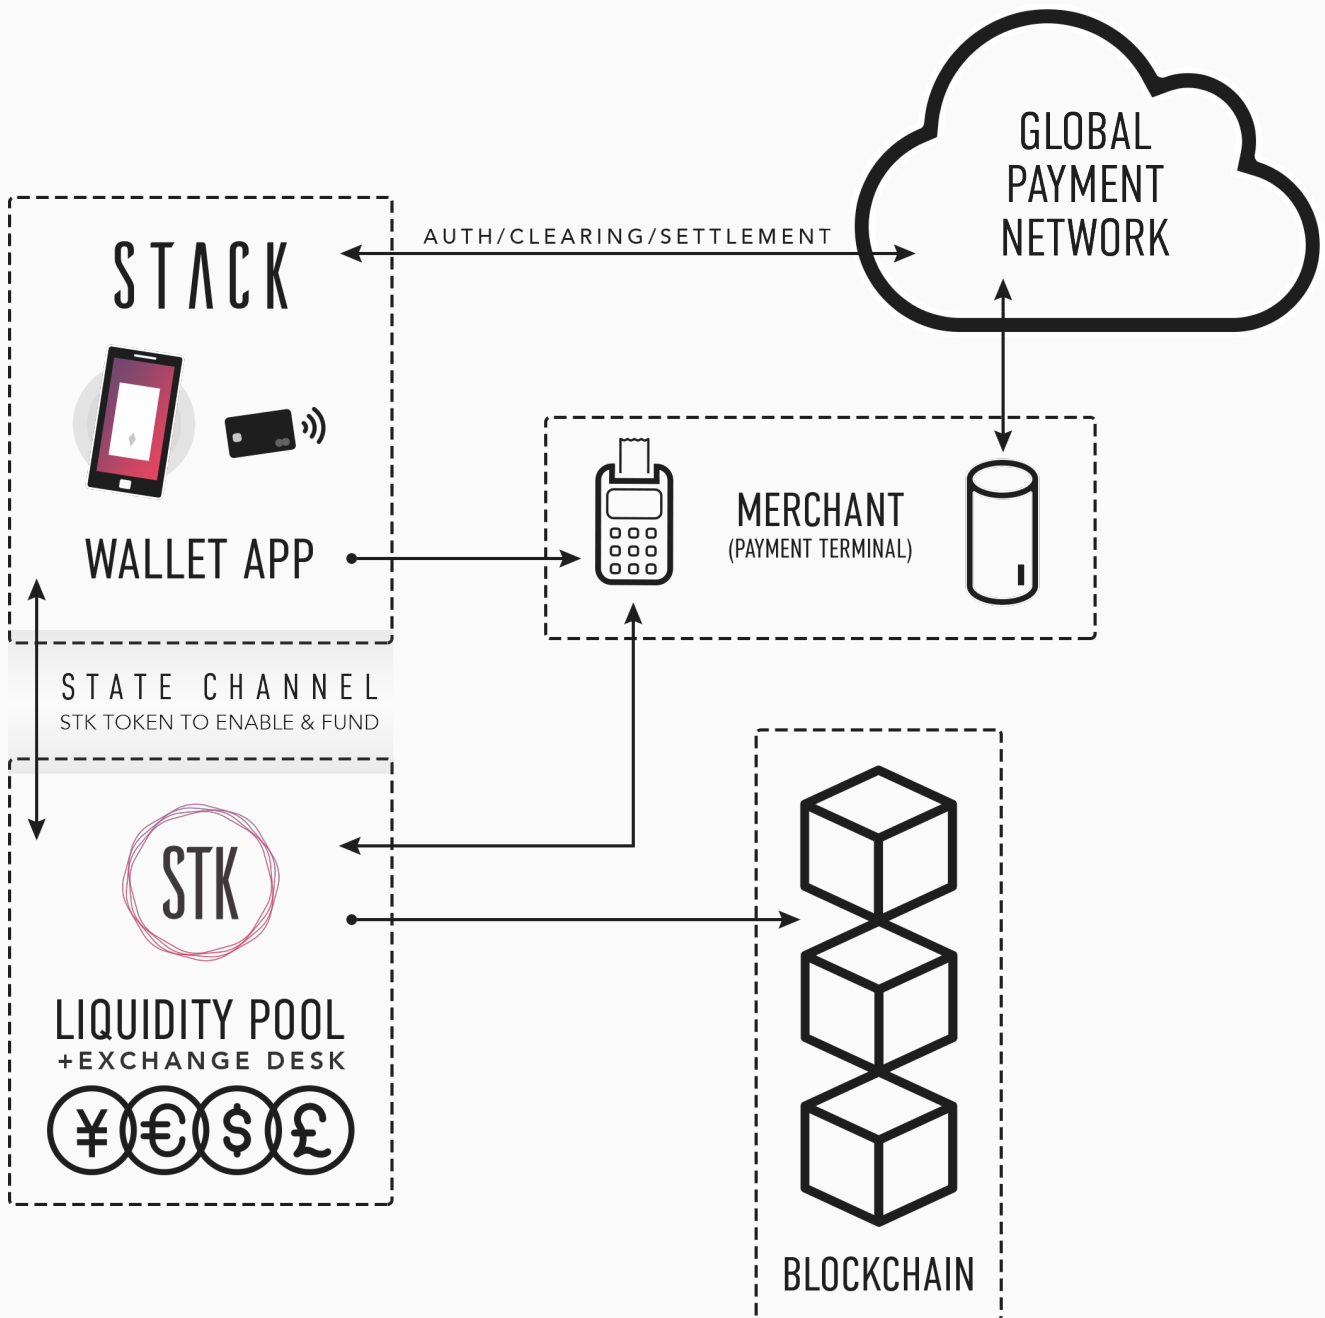 GLOBAL
PAYMENT
NETWORK
AUTH/CLEARING/SETTLEMENT
STACK
WALLET APP
MERCHANT
(PAYMENT TERMINAL)
STATE CHANNEL
STK TOKEN TO ENABLE & FUND
STK
LIQUIDITY POOL
+EXCHANGE DESK
¥ € $ £
BLOCKCHAIN